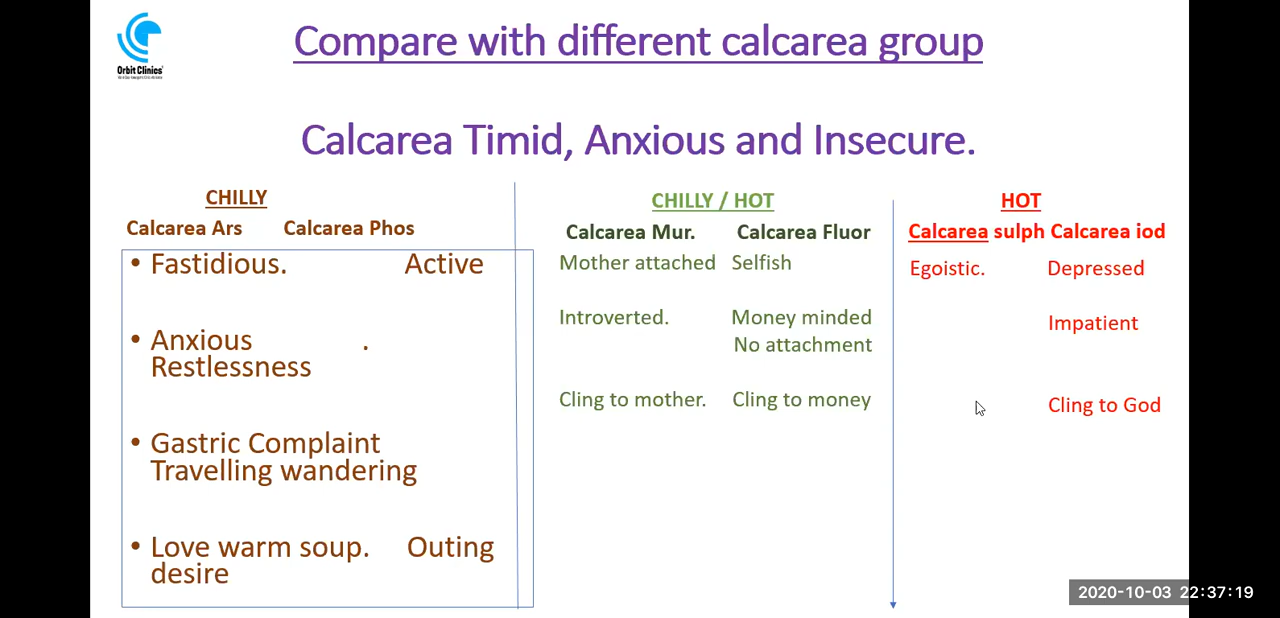 Orbit Clinics
Compare with different calcarea group
Calcarea Timid, Anxious and Insecure.
CHILLY
Calcarea Ars Calcarea Phos
• Fastidious. Active
• Anxious .
Restlessness
• Gastric Complaint
Travelling wandering
• Love warm soup. Outing
desire
CHILLY / HOT
Calcarea Mur. Calcarea Fluor
Mother attached Selfish
Introverted. Money minded
No attachment
Cling to mother. Cling to money
HOT
Calcarea sulph Calcarea iod
Egoistic. Depressed
Impatient
Cling to God
2020-10-03 22:37:19